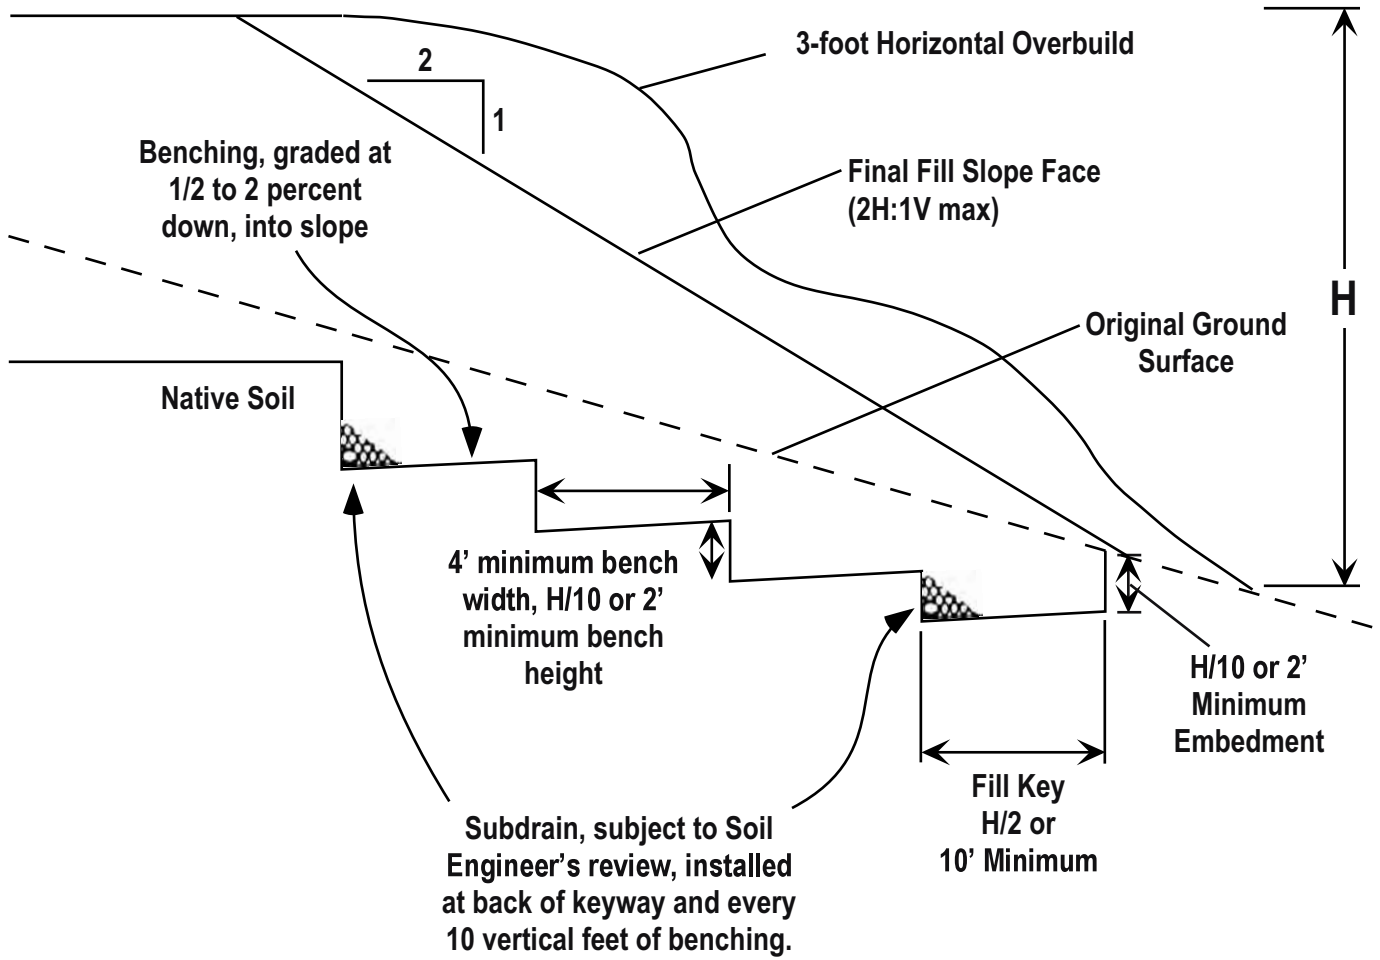 3-foot Horizontal Overbuild
2
1
Benching, graded at
1/2 to 2 percent
down, into slope
Final Fill Slope Face
(2H:1V max)
H
Original Ground
Surface
Native Soil
4’ minimum bench
width, H/10 or 2’
minimum bench
height
H/10 or 2’
Minimum
Embedment
Fill Key
H/2 or
10’ Minimum
Subdrain, subject to Soil
Engineer’s review, installed
at back of keyway and every
10 vertical feet of benching.